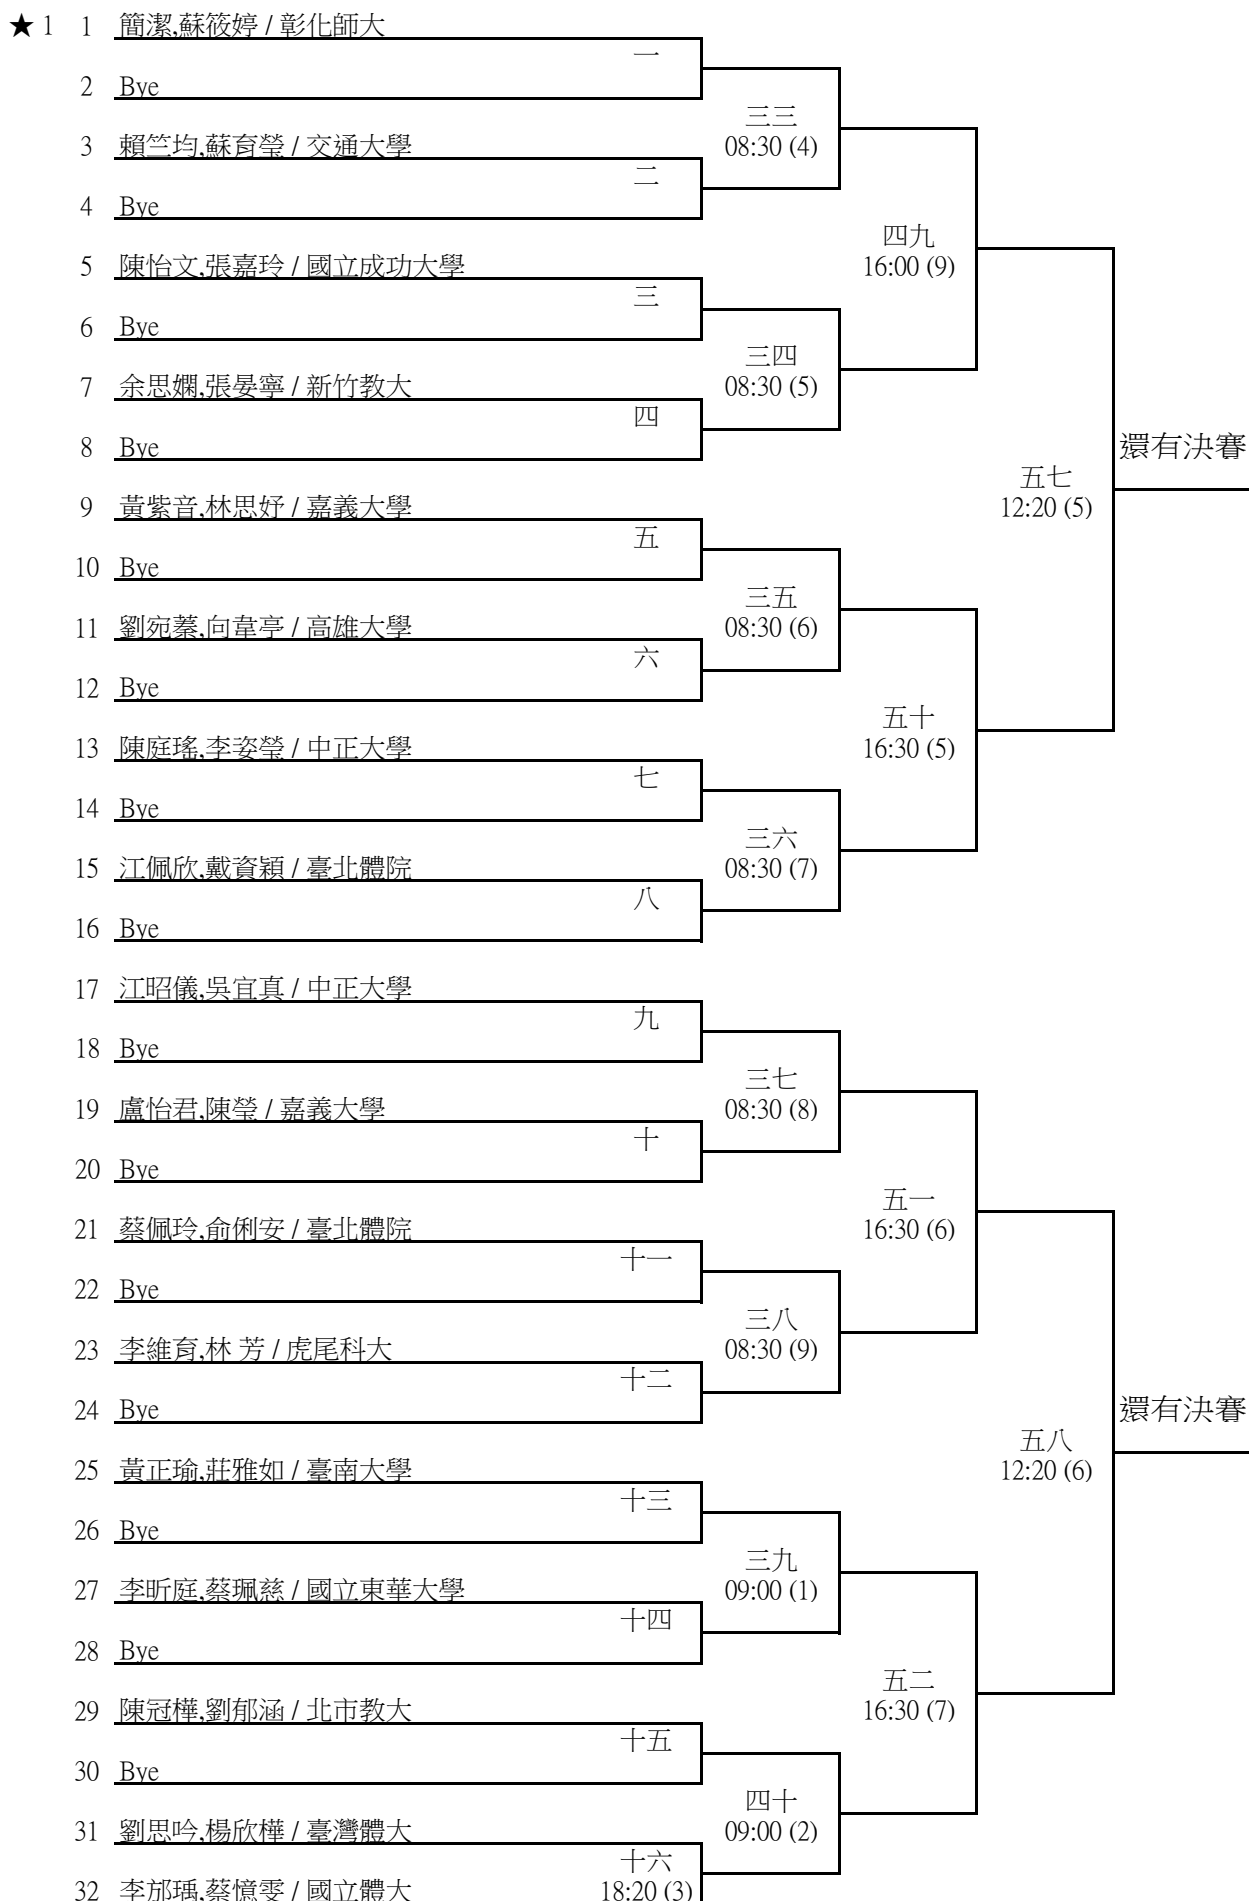 ★ 1 1 簡潔,蘇筱婷 / 彰化師大
一
2 Bye
三三
3 賴竺均,蘇育瑩 / 交通大學
08:30 (4)
二
4 Bye
四九
5 陳怡文,張嘉玲 / 國立成功大學
16:00 (9)
三
6 Bye
三四
7 余思嫻,張晏寧 / 新竹教大
08:30 (5)
四
8 Bye
還有決賽
五七
9 黃紫音,林思妤 / 嘉義大學
12:20 (5)
五
10 Bye
三五
11 劉宛蓁,向韋亭 / 高雄大學
08:30 (6)
六
12 Bye
五十
13 陳庭瑤,李姿瑩 / 中正大學
16:30 (5)
七
14 Bye
三六
15 江佩欣,戴資穎 / 臺北體院
08:30 (7)
八
16 Bye
17 江昭儀,吳宜真 / 中正大學
九
18 Bye
三七
19 盧怡君,陳瑩 / 嘉義大學
08:30 (8)
十
20 Bye
五一
21 蔡佩玲,俞俐安 / 臺北體院
16:30 (6)
十一
22 Bye
三八
23 李維育,林 芳 / 虎尾科大
08:30 (9)
十二
24 Bye
還有決賽
五八
25 黃正瑜,莊雅如 / 臺南大學
12:20 (6)
十三
26 Bye
三九
27 李昕庭,蔡珮慈 / 國立東華大學
09:00 (1)
十四
28 Bye
五二
29 陳冠樺,劉郁涵 / 北市教大
16:30 (7)
十五
30 Bye
四十
31 劉思吟,楊欣樺 / 臺灣體大
09:00 (2)
十六
32 李邡瑀,蔡憶雯 / 國立體大
18:20 (3)